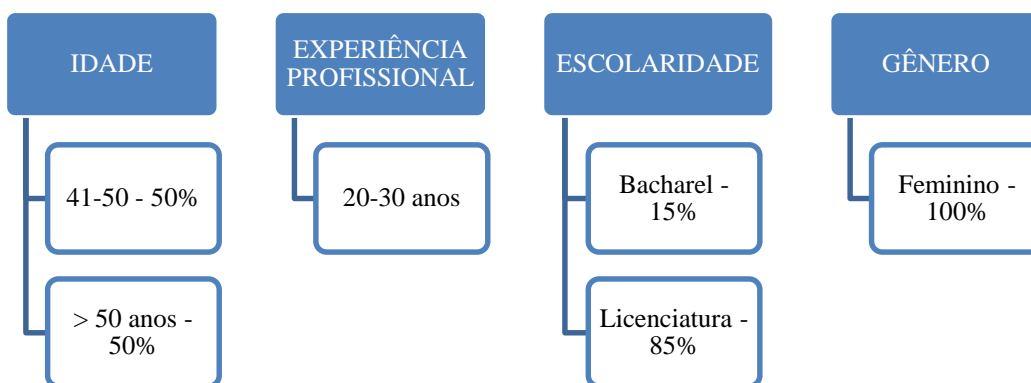 IDADE
41-50 - 50%
> 50 anos -
50%
EXPERIÊNCIA
PROFISSIONAL
20-30 anos
ESCOLARIDADE
Bacharel -
15%
Licenciatura -
85%
GÊNERO
Feminino -
100%